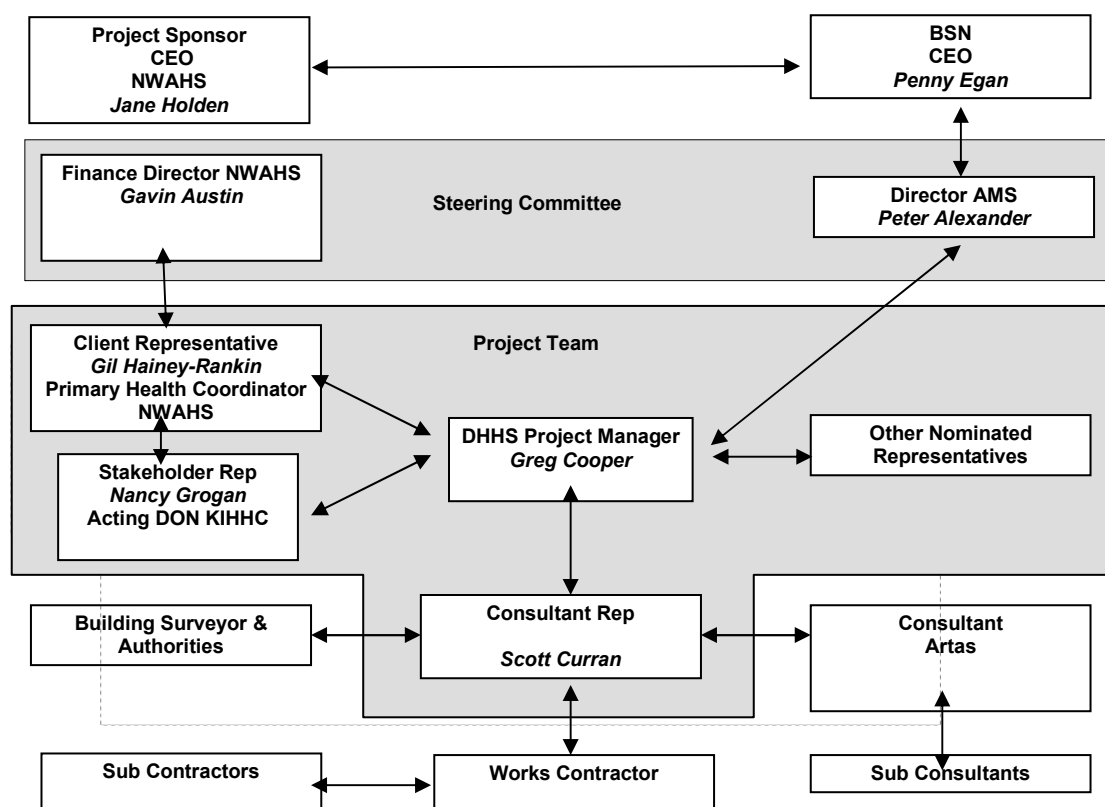 Project Sponsor
CEO
NWAHS
Jane Holden
BSN
CEO
Penny Egan
Finance Director NWAHS
Gavin Austin
Steering Committee
Director AMS
Peter Alexander
Project Team
Client Representative
Gil Hainey-Rankin
Primary Health Coordinator
NWAHS
DHHS Project Manager
Greg Cooper
Other Nominated
Representatives
Stakeholder Rep
Nancy Grogan
Acting DON KIHHC
Building Surveyor &
Authorities
Consultant Rep
Scott Curran
Consultant
Artas
Sub Contractors
Works Contractor
Sub Consultants